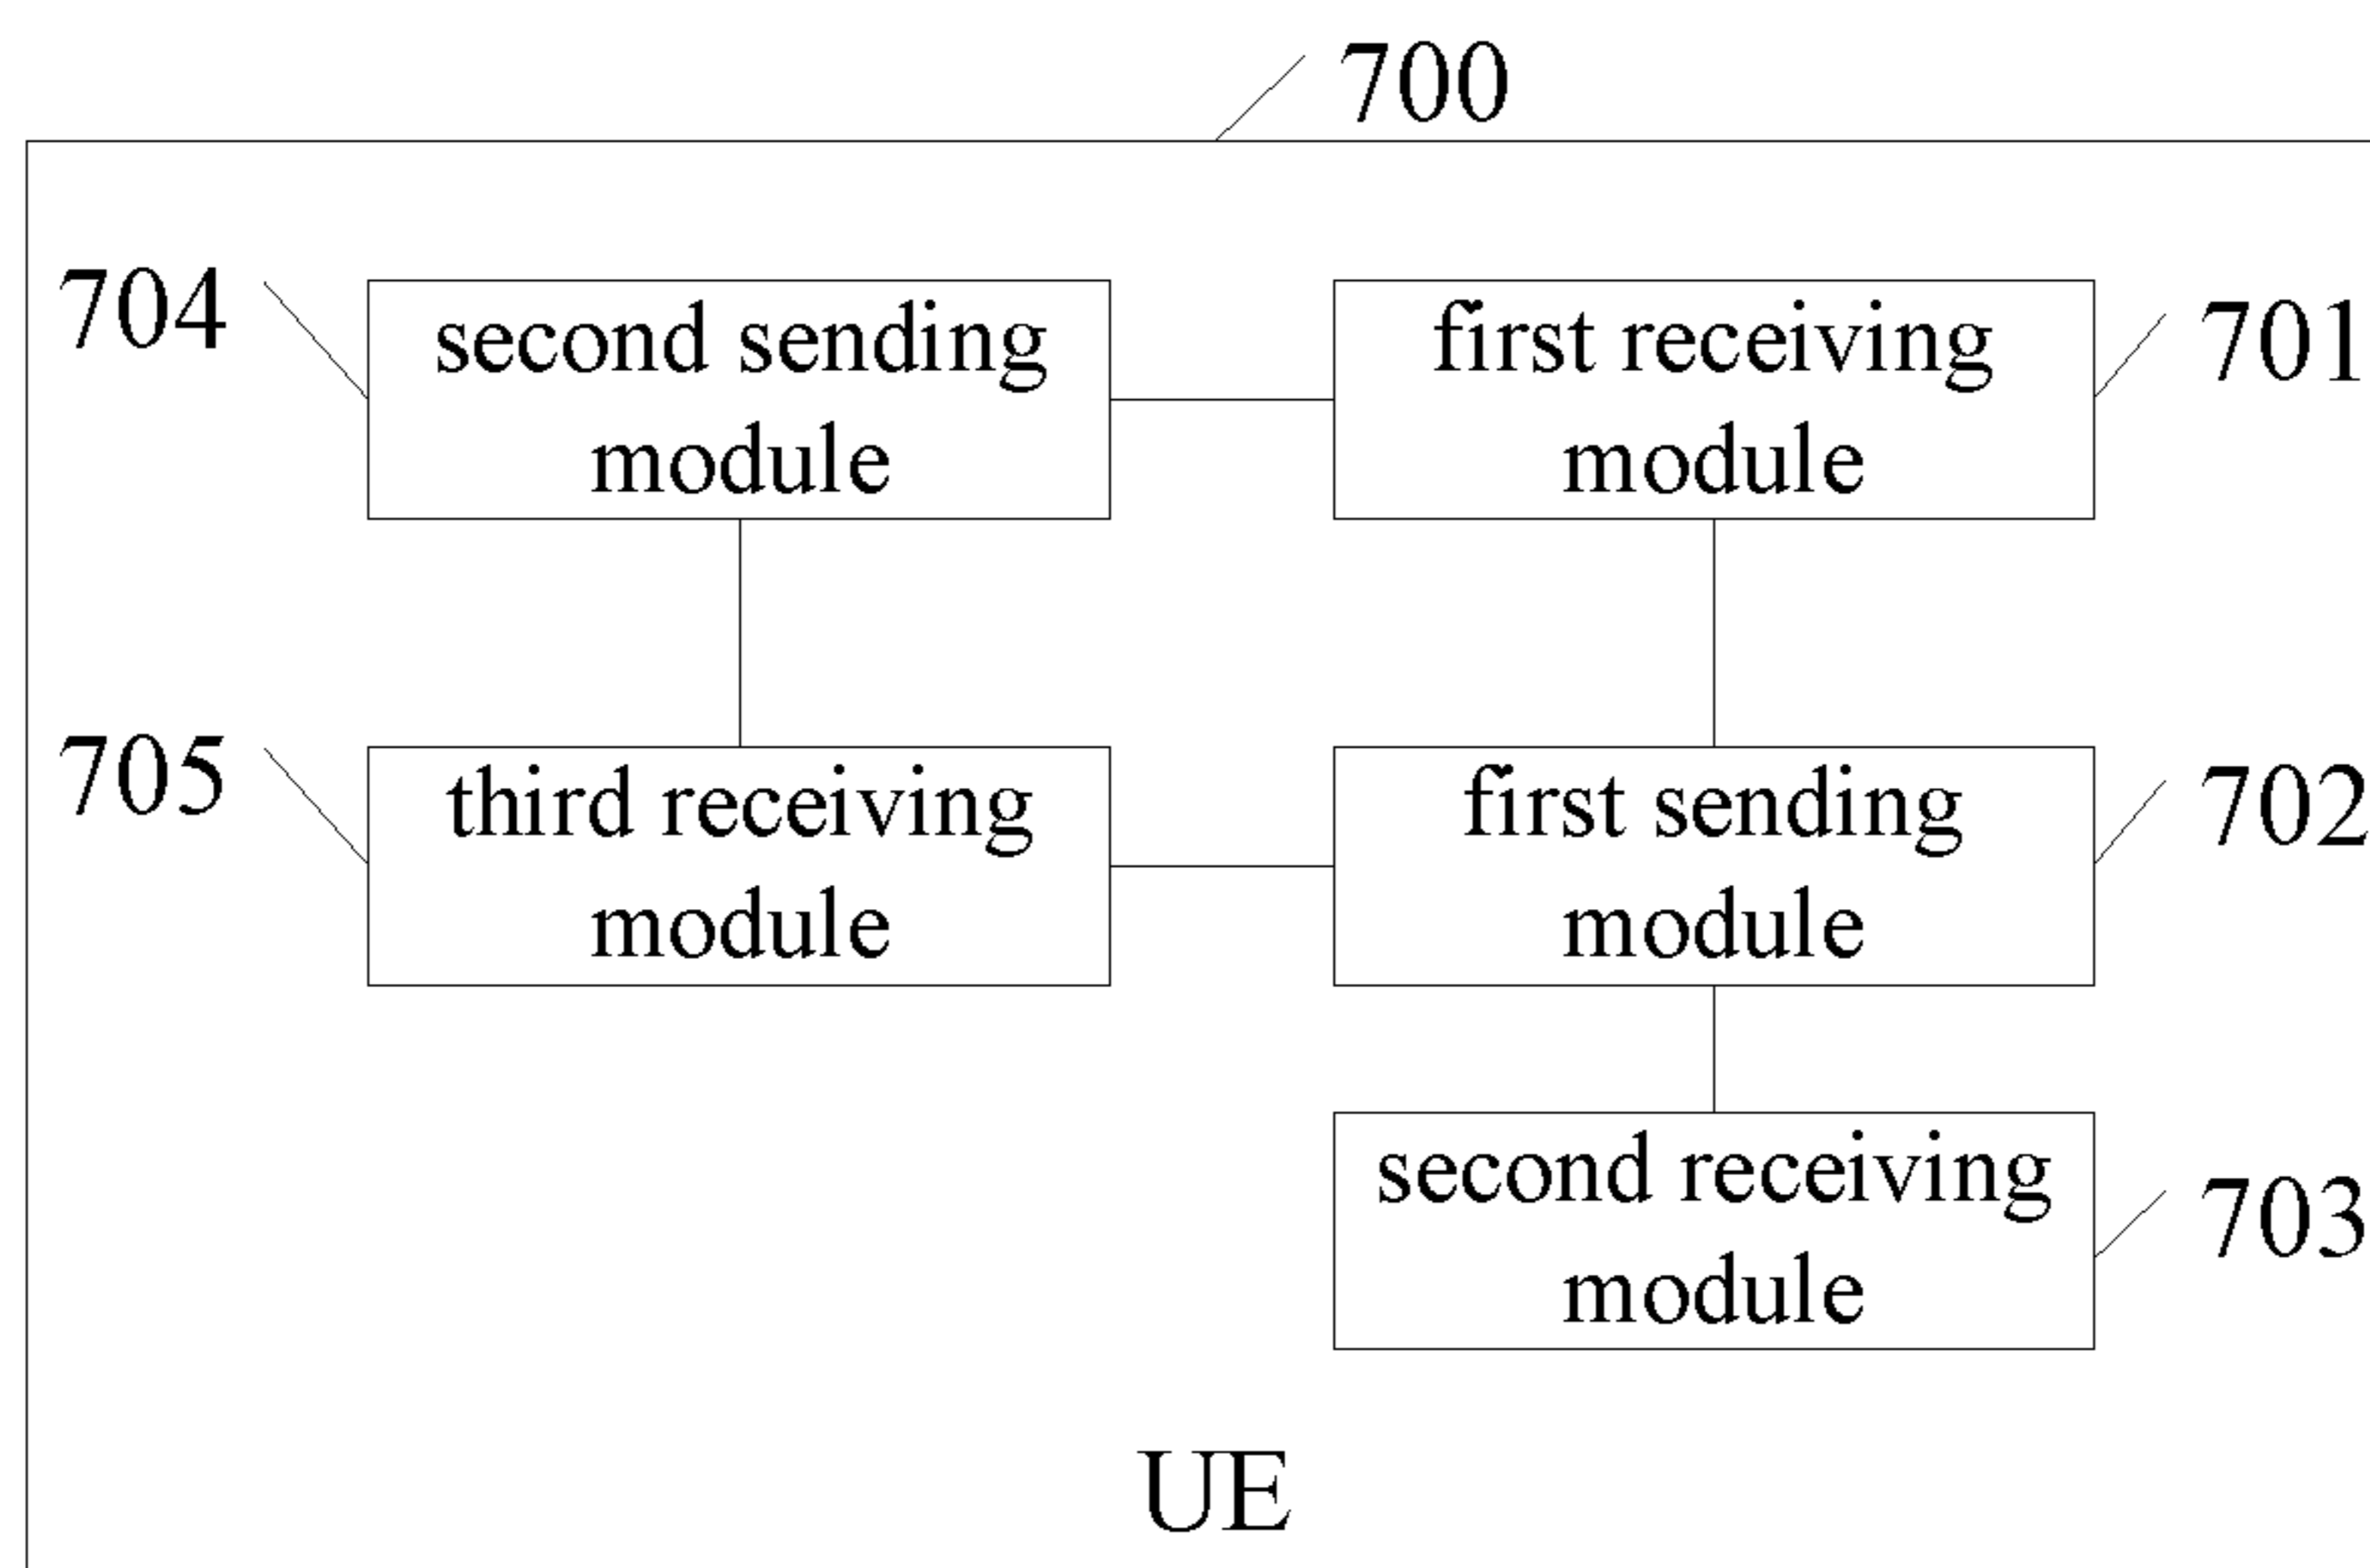 700
704
second sending
module
first receiving
module
701
705
third receiving
module
first sending
module
702
second receiving
module
703
UE